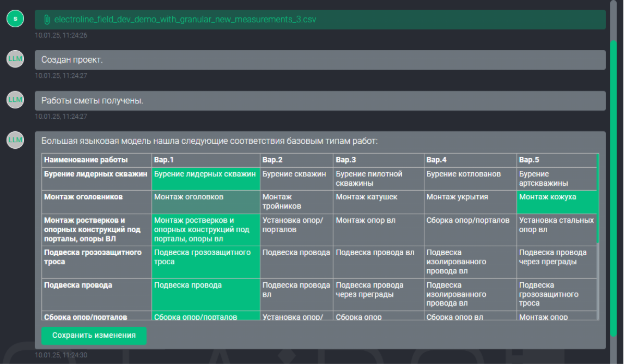 s
electroline_field_dev_demo_with_granular_new_measurements_3.csv
10.01.25, 11:24:26
LLM
Создан проект.
10.01.25, 11:24:27
LLM
Работы сметы получены.
10.01.25, 11:24:27
LLM
Большая языковая модель нашла следующие соответствия базовым типам работ:
Наименование работы Вар.1 Вар.2 Вар.3 Вар.4 Вар.5
Бурение лидерных скважин Бурение лидерных скважин Бурение скважин Бурение пилотной скважины Бурение котлованов Бурение артскважины
Монтаж оголовников Монтаж оголовков Монтаж тройников Монтаж катушек Монтаж укрытия Монтаж кожуха
Монтаж ростверков и опорных конструкций под порталы, опоры ВЛ Монтаж ростверков и опорных конструкций под порталы, опоры вл Установка опор/порталов Монтаж опор вл Сборка опор/порталов Установка стальных опор вл
Подвеска грозозащитного троса Подвеска грозозащитного троса Подвеска провода Подвеска провода вл Подвеска изолированного провода вл Подвеска провода через преграды
Подвеска провода Подвеска провода Подвеска провода вл Подвеска провода через преграды Подвеска изолированного провода вл Подвеска грозозащитного троса
Сборка опор/порталов Сборка опор/порталов Установка опор/ Сборка опор Сборка опор вл Монтаж опор
Сохранить изменения
10.01.25, 11:24:30